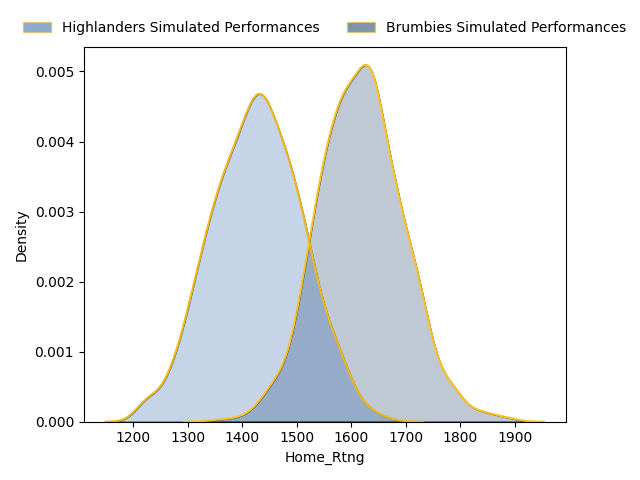 Highlanders Simulated Performances Brumbies Simulated Performances
0.005
0.004
0.003
0.002
0.001
0.000
Density
1200 1300 1400 1500 1600 1700 1800 1900
Home_Rtng